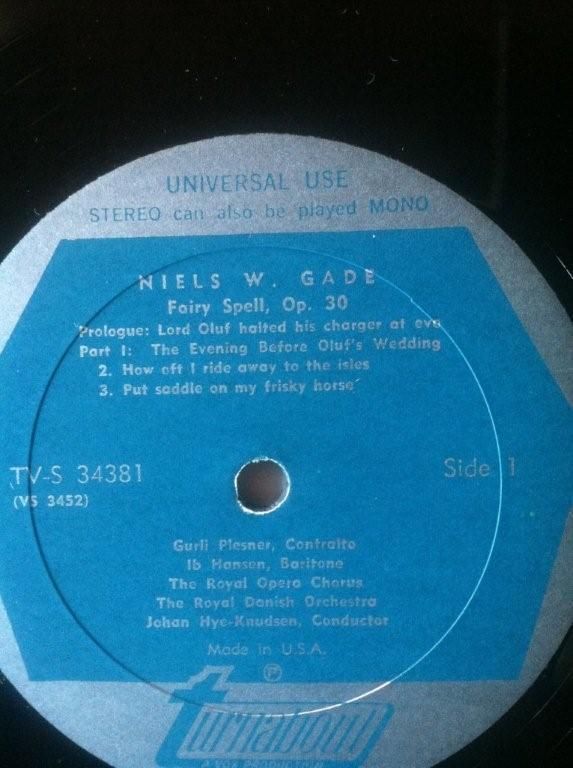 UNIVERSAL USE
STEREO can also be played MONO
NIELS W. GADE
Fairy Spell, Op. 30
Prologue: Lord Oluf halted his charger at eve
Part I: The Evening Before Oluf's Wedding
2. How oft I ride away to the isles
3. Put saddle on my frisky horse
TV-S 34381
Side 1
(VS 3452)
Gurli Plesner, Contralto
Ib Hansen, Baritone
The Royal Opera Chorus
The Royal Danish Orchestra
Johan Hye-Knudsen, Conductor
Made in U.S.A.
℗
turnabout
A VOX PRODUCTION